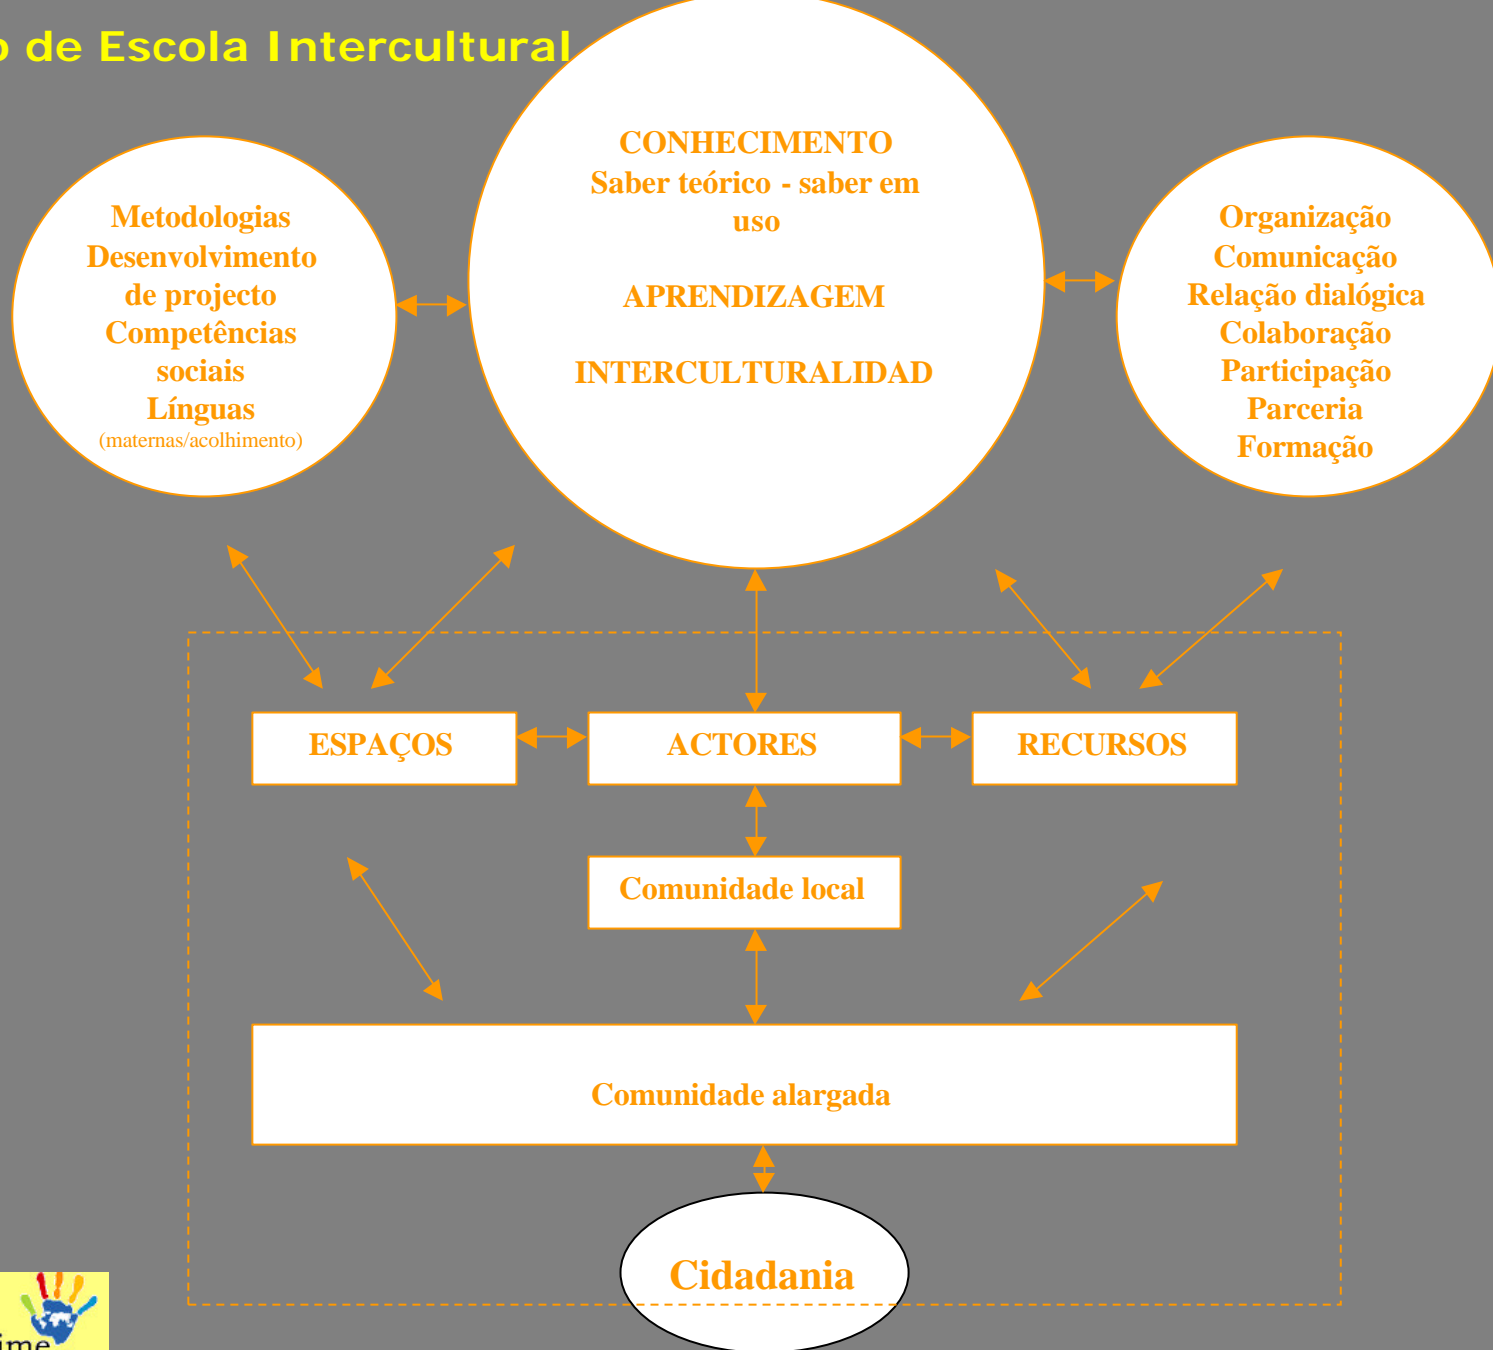 o de Escola Intercultural
CONHECIMENTO
Saber teórico - saber em
uso
APRENDIZAGEM
INTERCULTURALIDAD
Metodologias
Desenvolvimento
de projecto
Competências
sociais
Línguas
(maternas/acolhimento)
Organização
Comunicação
Relação dialógica
Colaboração
Participação
Parceria
Formação
ESPAÇOS
ACTORES
RECURSOS
Comunidade local
Comunidade alargada
Cidadania
ime